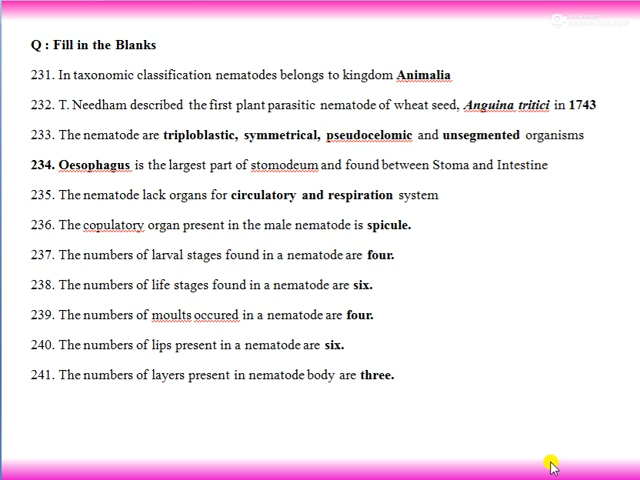 Q : Fill in the Blanks
231. In taxonomic classification nematodes belongs to kingdom Animalia
232. T. Needham described the first plant parasitic nematode of wheat seed, Anguina tritici in 1743
233. The nematode are triploblastic, symmetrical, pseudocelomic and unsegmented organisms
234. Oesophagus is the largest part of stomodeum and found between Stoma and Intestine
235. The nematode lack organs for circulatory and respiration system
236. The copulatory organ present in the male nematode is spicule.
237. The numbers of larval stages found in a nematode are four.
238. The numbers of life stages found in a nematode are six.
239. The numbers of moults occured in a nematode are four.
240. The numbers of lips present in a nematode are six.
241. The numbers of layers present in nematode body are three.